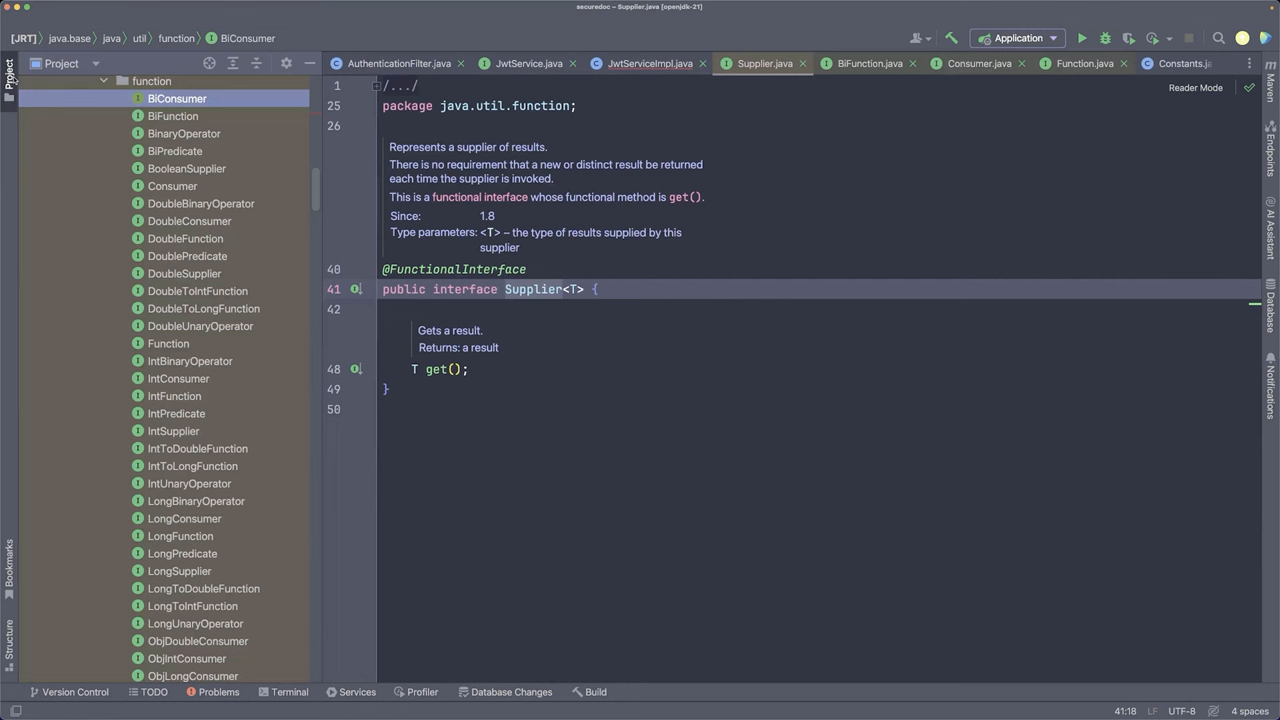 securedoc – Supplier.java [openjdk-21]
[JRT] java.base java util function BiConsumer
Application
Project
AuthenticationFilter.java JwtService.java JwtServiceImpl.java Supplier.java BiFunction.java Consumer.java Function.java Constants.ja
Project
Bookmarks
Structure
function
BiConsumer
BiFunction
BinaryOperator
BiPredicate
BooleanSupplier
Consumer
DoubleBinaryOperator
DoubleConsumer
DoubleFunction
DoublePredicate
DoubleSupplier
DoubleToIntFunction
DoubleToLongFunction
DoubleUnaryOperator
Function
IntBinaryOperator
IntConsumer
IntFunction
IntPredicate
IntSupplier
IntToDoubleFunction
IntToLongFunction
IntUnaryOperator
LongBinaryOperator
LongConsumer
LongFunction
LongPredicate
LongSupplier
LongToDoubleFunction
LongToIntFunction
LongUnaryOperator
ObjDoubleConsumer
ObjIntConsumer
ObjLongConsumer
1 /.../
Reader Mode
25 package java.util.function;
26
Represents a supplier of results.
There is no requirement that a new or distinct result be returned
each time the supplier is invoked.
This is a functional interface whose functional method is get().
Since: 1.8
Type parameters: <T> – the type of results supplied by this
supplier
40 @FunctionalInterface
41 public interface Supplier<T> {
42
Gets a result.
Returns: a result
48 T get();
49 }
50
Maven
Endpoints
AI Assistant
Database
Notifications
Version Control TODO Problems Terminal Services Profiler Database Changes Build
41:18 LF UTF-8 4 spaces